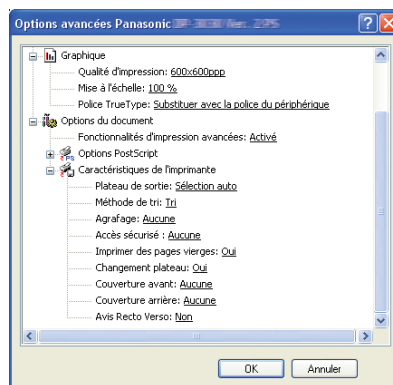 Options avancées Panasonic
Graphique
Qualité d'impression: 600x600ppp
Mise à l'échelle: 100 %
Police TrueType: Substituer avec la police du périphérique
Options du document
Fonctionnalités d'impression avancées: Activé
PS Options PostScript
Caractéristiques de l'imprimante
Plateau de sortie: Sélection auto
Méthode de tri: Tri
Agrafage: Aucune
Accès sécurisé : Aucune
Imprimer des pages vierges: Oui
Changement plateau: Oui
Couverture avant: Aucune
Couverture arrière: Aucune
Avis Recto Verso: Non
OK Annuler